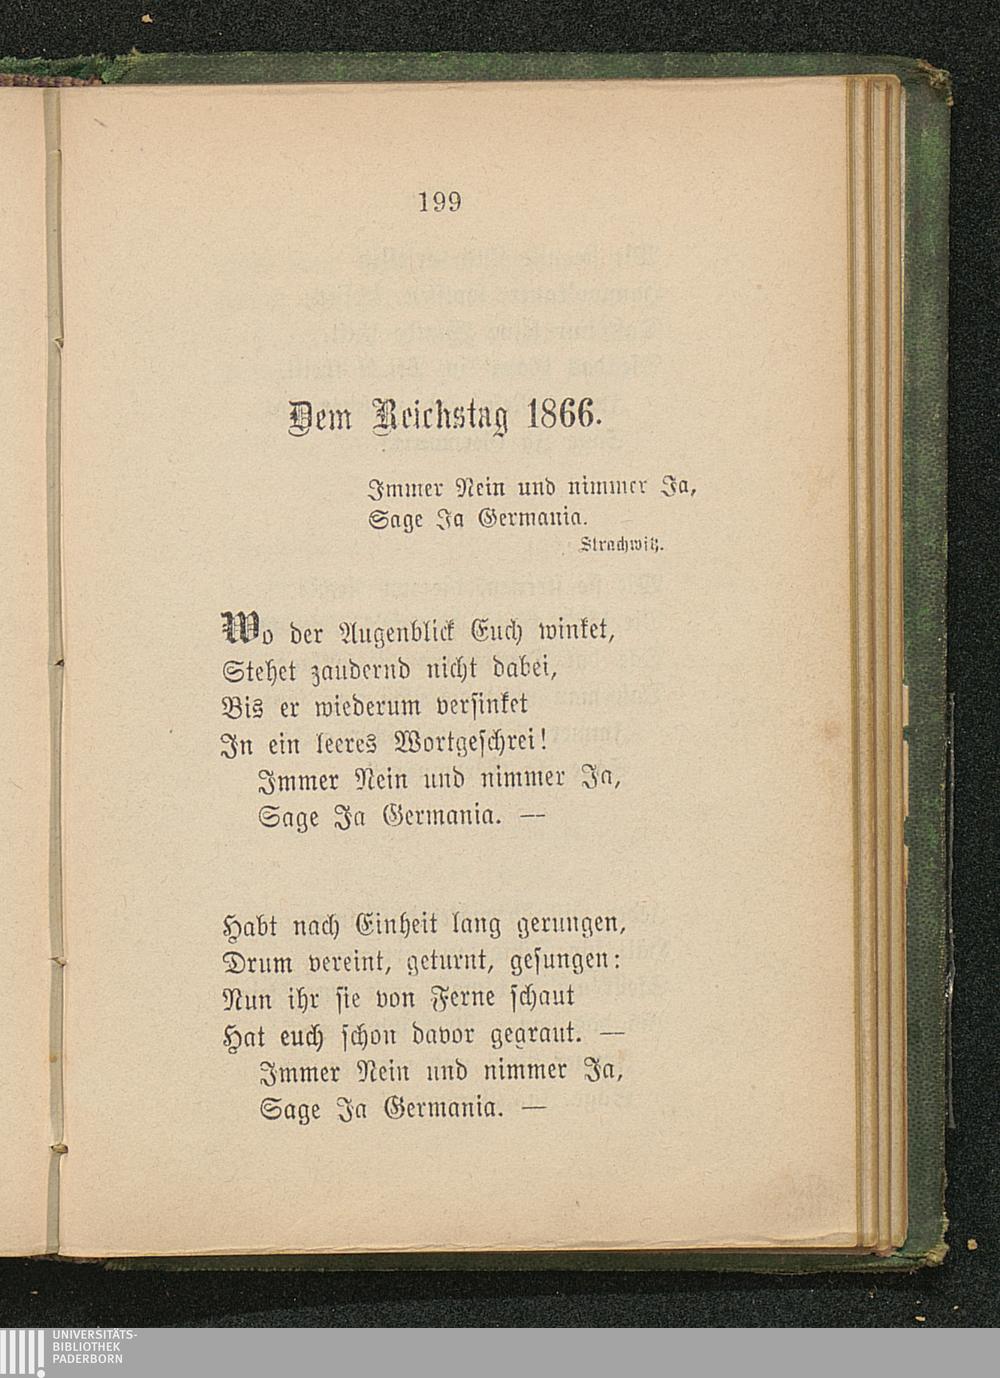 199
Dem Reichstag 1866.
Immer Nein und nimmer Ja,
Sage Ja Germania.
Strachwitz.
Wo der Augenblick Euch winket,
Stehet zaudernd nicht dabei,
Bis er wiederum versinket
In ein leeres Wortgeschrei!
Immer Nein und nimmer Ja,
Sage Ja Germania. —
Habt nach Einheit lang gerungen,
Drum vereint, geturnt, gesungen:
Nun ihr sie von Ferne schaut
Hat euch schon davor gegraut. —
Immer Nein und nimmer Ja,
Sage Ja Germania. —
UNIVERSITÄTS-
BIBLIOTHEK
PADERBORN